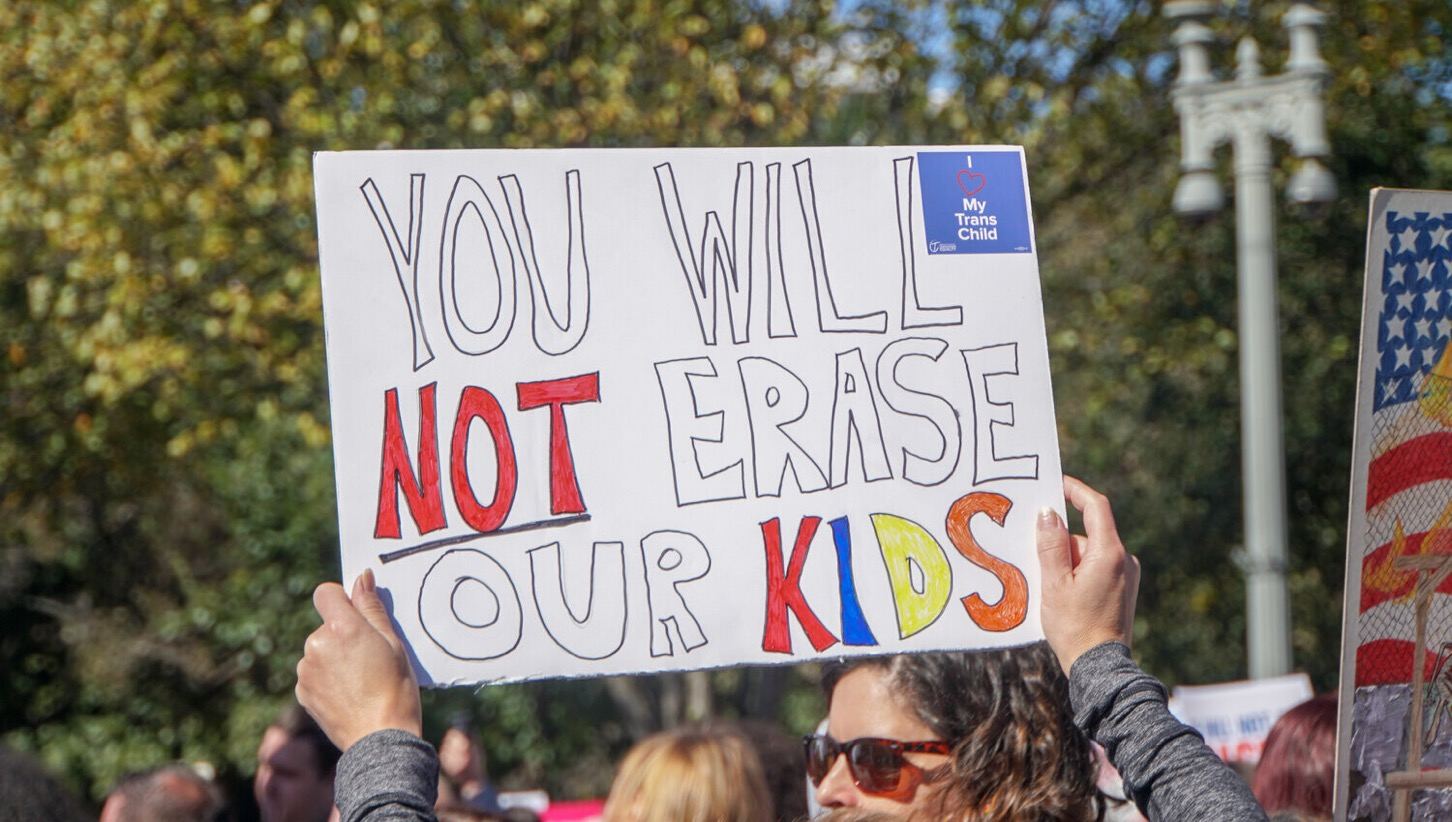 YOU WILL
NOT ERASE
OUR KIDS
I
My
Trans
Child